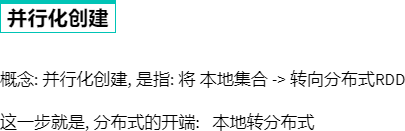 并行化创建
概念: 并行化创建, 是指: 将 本地集合 -> 转向分布式RDD
这一步就是, 分布式的开端: 本地转分布式